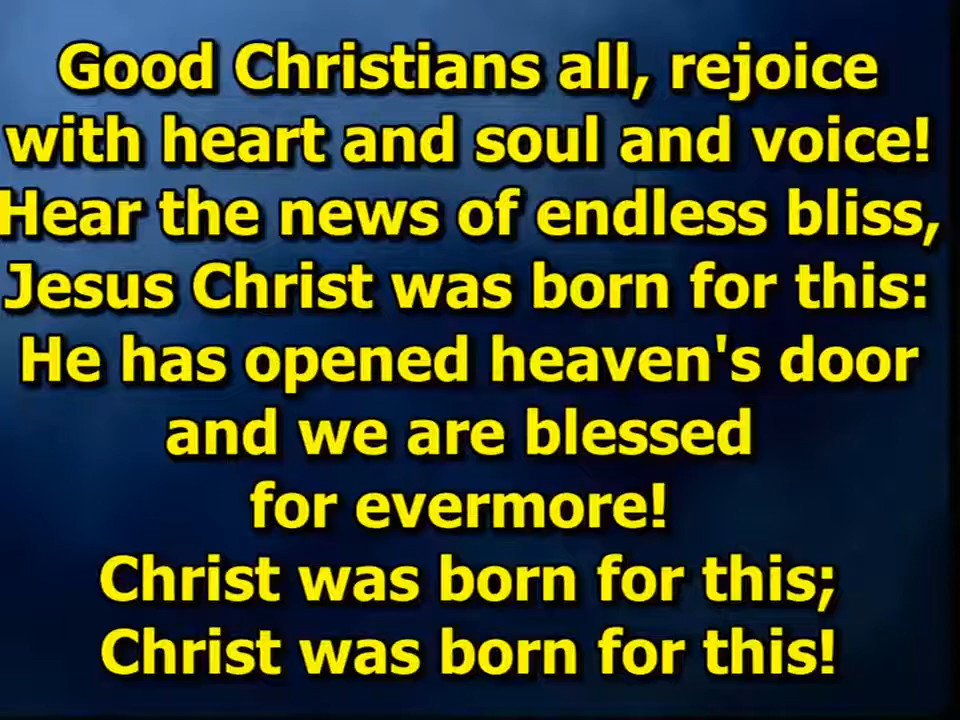 Good Christians all, rejoice
with heart and soul and voice!
Hear the news of endless bliss,
Jesus Christ was born for this:
He has opened heaven's door
and we are blessed
for evermore!
Christ was born for this;
Christ was born for this!